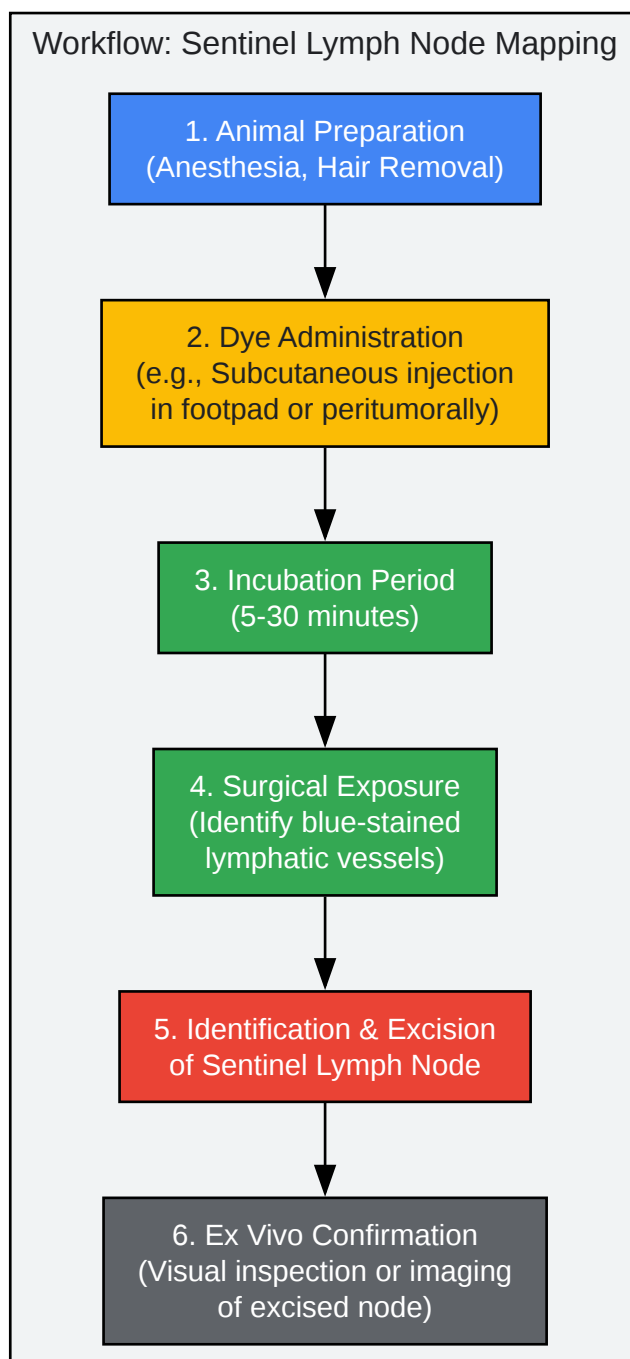 Workflow: Sentinel Lymph Node Mapping
1. Animal Preparation
(Anesthesia, Hair Removal)
2. Dye Administration
(e.g., Subcutaneous injection
in footpad or peritumorally)
3. Incubation Period
(5-30 minutes)
4. Surgical Exposure
(Identify blue-stained
lymphatic vessels)
5. Identification & Excision
of Sentinel Lymph Node
6. Ex Vivo Confirmation
(Visual inspection or imaging
of excised node)